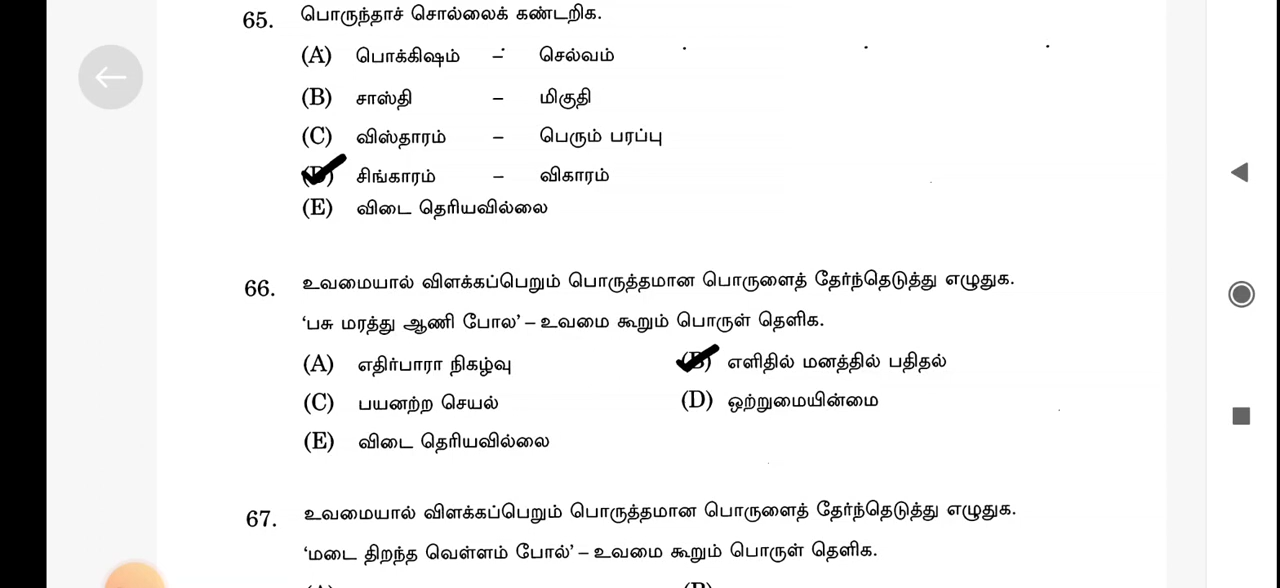 65. பொருந்தாச் சொல்லைக் கண்டறிக.
(A) பொக்கிஷம் – செல்வம்
(B) சாஸ்தி – மிகுதி
(C) விஸ்தாரம் – பெரும் பரப்பு
(D) சிங்காரம் – விகாரம்
(E) விடை தெரியவில்லை
66. உவமையால் விளக்கப்பெறும் பொருத்தமான பொருளைத் தேர்ந்தெடுத்து எழுதுக.
‘பசு மரத்து ஆணி போல’ – உவமை கூறும் பொருள் தெளிக.
(A) எதிர்பாரா நிகழ்வு (B) எளிதில் மனத்தில் பதிதல்
(C) பயனற்ற செயல் (D) ஒற்றுமையின்மை
(E) விடை தெரியவில்லை
67. உவமையால் விளக்கப்பெறும் பொருத்தமான பொருளைத் தேர்ந்தெடுத்து எழுதுக.
‘மடை திறந்த வெள்ளம் போல்’ – உவமை கூறும் பொருள் தெளிக.